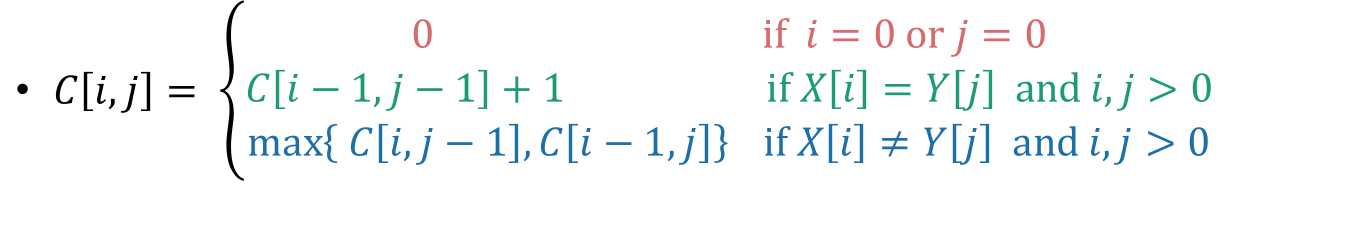 0 if i = 0 or j = 0
• C[i, j] = { C[i − 1, j − 1] + 1 if X[i] = Y[j] and i, j > 0
max{ C[i, j − 1], C[i − 1, j]} if X[i] ≠ Y[j] and i, j > 0